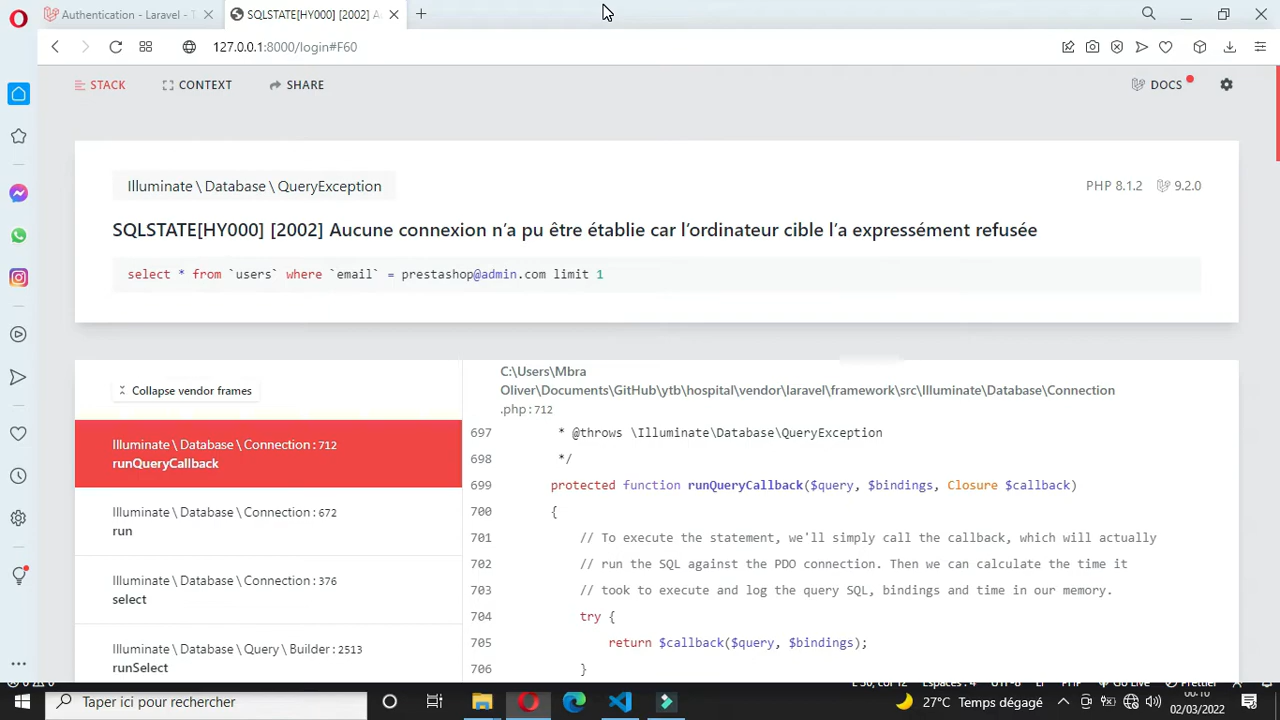 Authentication - Laravel - T
SQLSTATE[HY000] [2002] A
127.0.0.1:8000/login#F60
STACK
CONTEXT
SHARE
DOCS
Illuminate \ Database \ QueryException
PHP 8.1.2
9.2.0
SQLSTATE[HY000] [2002] Aucune connexion n’a pu être établie car l’ordinateur cible l’a expressément refusée
select * from `users` where `email` = prestashop@admin.com limit 1
Collapse vendor frames
Illuminate \ Database \ Connection : 712
runQueryCallback
Illuminate \ Database \ Connection : 672
run
Illuminate \ Database \ Connection : 376
select
Illuminate \ Database \ Query \ Builder : 2513
runSelect
C:\Users\Mbra
Oliver\Documents\GitHub\ytb\hospital\vendor\laravel\framework\src\Illuminate\Database\Connection
.php : 712
697 * @throws \Illuminate\Database\QueryException
698 */
699 protected function runQueryCallback($query, $bindings, Closure $callback)
700 {
701 // To execute the statement, we'll simply call the callback, which will actually
702 // run the SQL against the PDO connection. Then we can calculate the time it
703 // took to execute and log the query SQL, bindings and time in our memory.
704 try {
705 return $callback($query, $bindings);
706 }
Taper ici pour rechercher
27°C Temps dégagé
00:10
02/03/2022